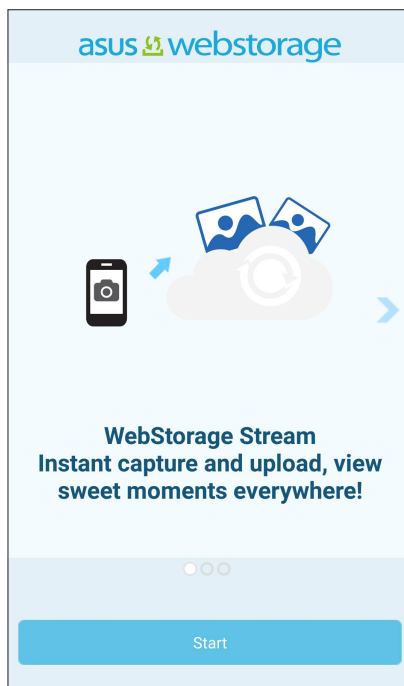 asus webstorage
WebStorage Stream
Instant capture and upload, view
sweet moments everywhere!
Start